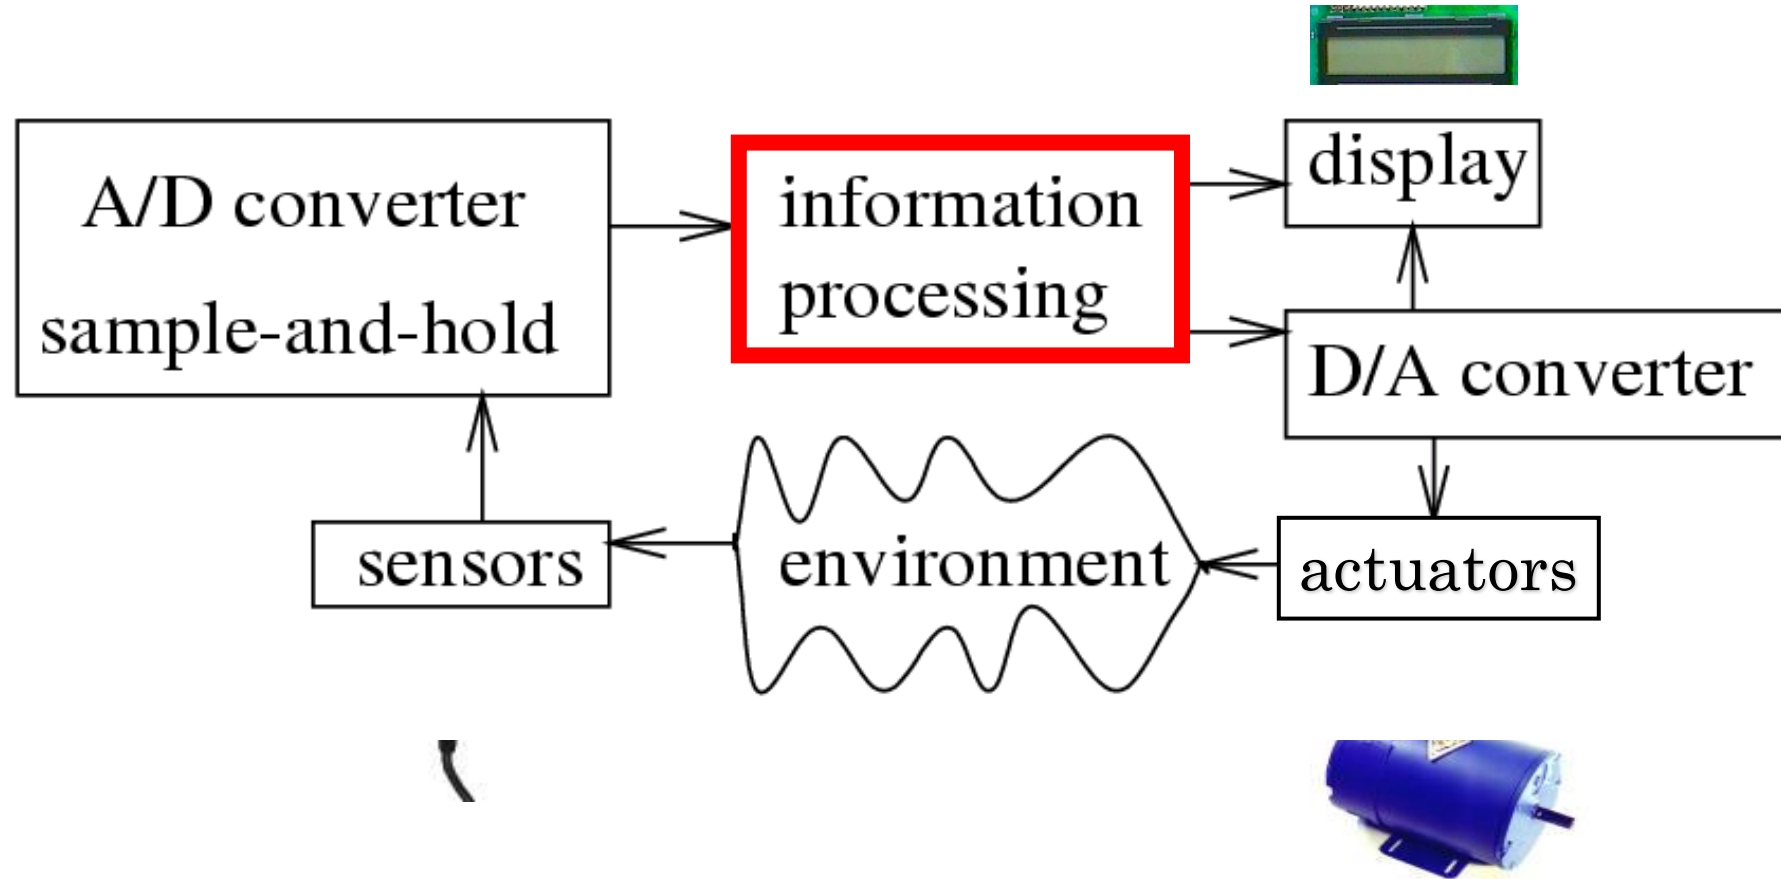 A/D converter
sample-and-hold
information
processing
display
D/A converter
sensors
environment
actuators